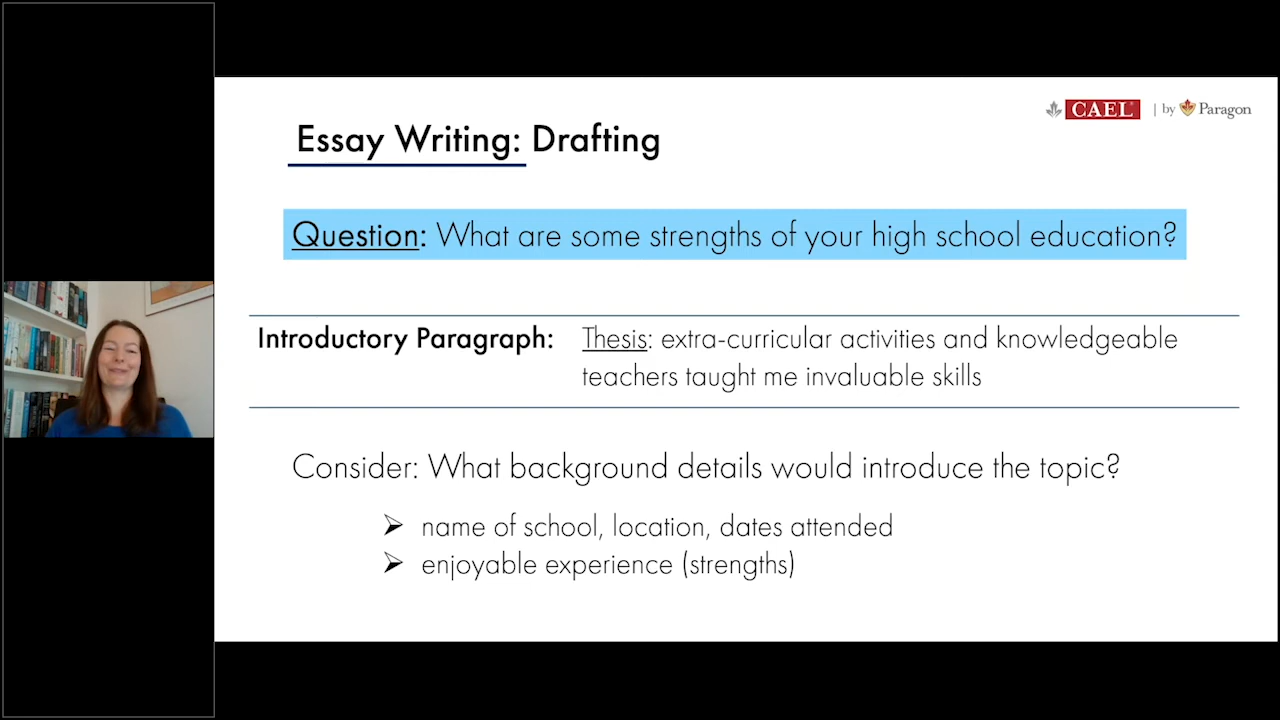 CAEL | by Paragon
Essay Writing: Drafting
Question: What are some strengths of your high school education?
Introductory Paragraph: Thesis: extra-curricular activities and knowledgeable
teachers taught me invaluable skills
Consider: What background details would introduce the topic?
➢ name of school, location, dates attended
➢ enjoyable experience (strengths)